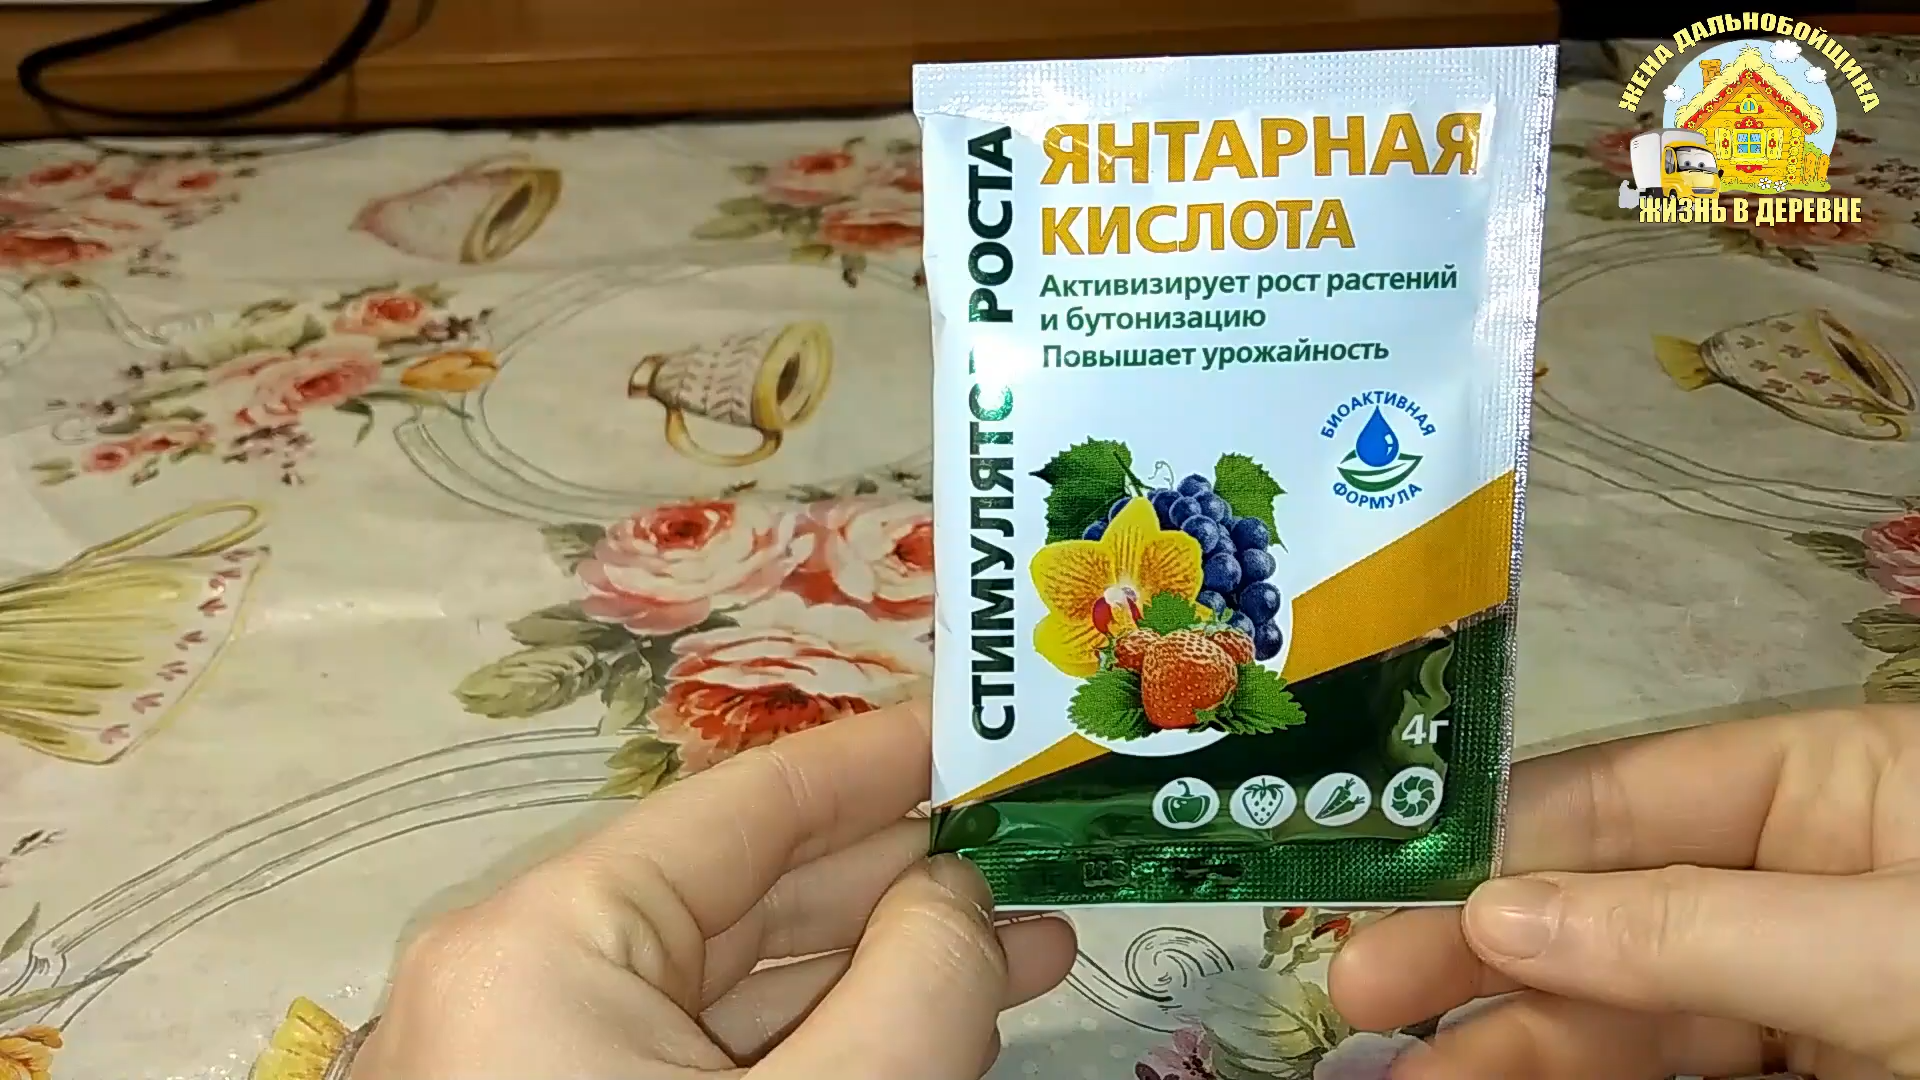 СТИМУЛЯТОР РОСТА
ЯНТАРНАЯ
КИСЛОТА
Активизирует рост растений
и бутонизацию
Повышает урожайность
БИОАКТИВНАЯ
ФОРМУЛА
4г
ЖЕНА ДАЛЬНОБОЙЩИКА
ЖИЗНЬ В ДЕРЕВНЕ